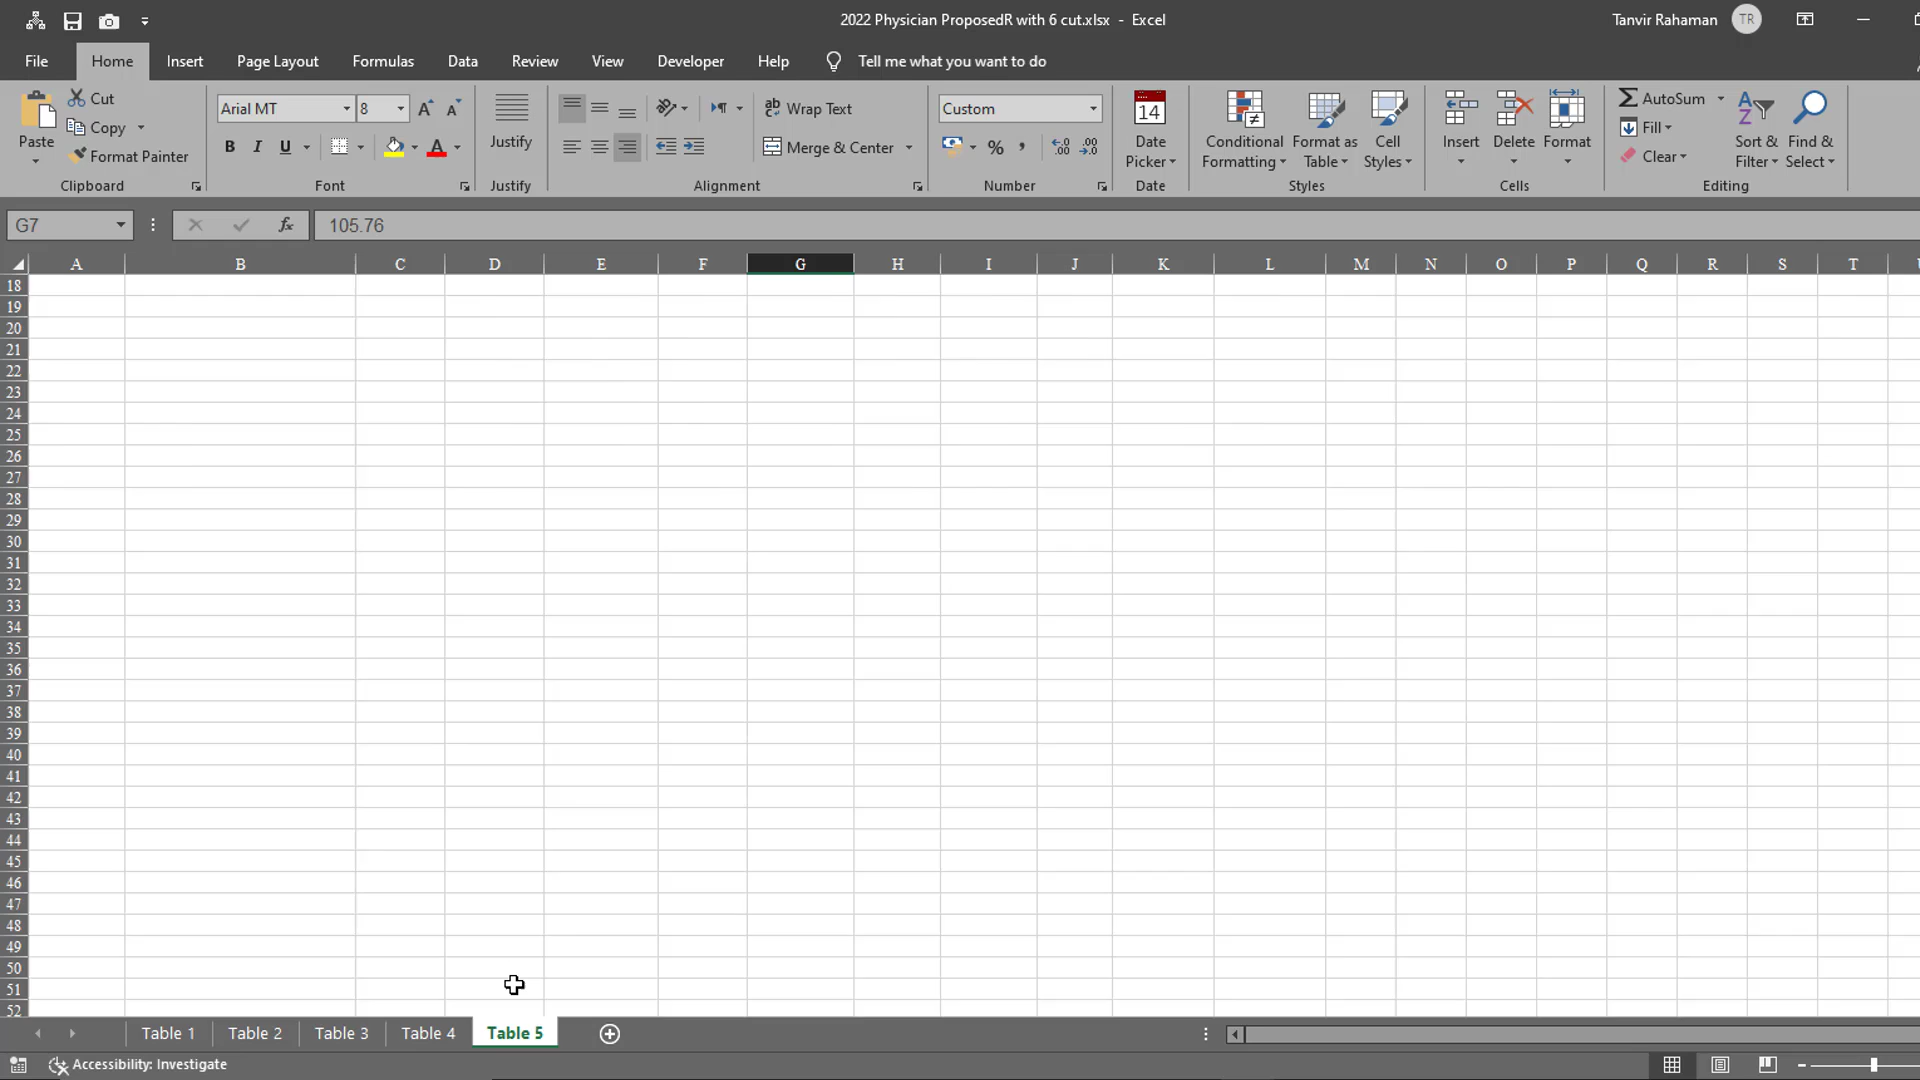 2022 Physician ProposedR with 6 cut.xlsx - Excel
Tanvir Rahaman TR
File Home Insert Page Layout Formulas Data Developer Review View Help Tell me what you want to do
Paste
Cut
Copy
Format Painter
Clipboard
Arial MT 8
B I U A
Font
Justify
Justify
Wrap Text
Merge & Center
Alignment
Custom
% ,
Number
14
Date Picker
Date
Conditional Formatting
Format as Table
Cell Styles
Styles
Insert
Delete
Format
Cells
AutoSum
Fill
Clear
Sort & Filter
Find & Select
Editing
G7 fx 105.76
A B C D E F G H I J K L M N O P Q R S T
18
19
20
21
22
23
24
25
26
27
28
29
30
31
32
33
34
35
36
37
38
39
40
41
42
43
44
45
46
47
48
49
50
51
52
Table 1 Table 2 Table 3 Table 4 Table 5
Accessibility: Investigate